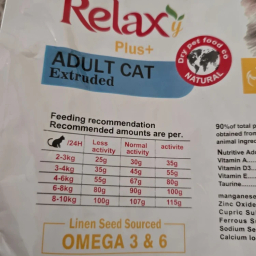 Relaxy
Plus+
ADULT CAT
Extruded
Dry pet food co
NATURAL
Feeding recommendation
Recommended amounts are per.
/24H Less activity Normal activity activite
2-3kg 25g 30g 35g
3-4kg 35g 45g 55g
4-6kg 55g 67g 80g
6-8kg 80g 90g 100g
8-10kg 100g 107g 115g
Linen Seed Sourced
OMEGA 3 & 6
90%of total p
obtained from
animal ingre
Nutritive Ad
Vitamin A....
Vitamin D3..
Vitamin E....
Taurine......
manganese
Zinc Oxide
Cupric Sul
Ferrous S
Sodium Se
Calcium Io